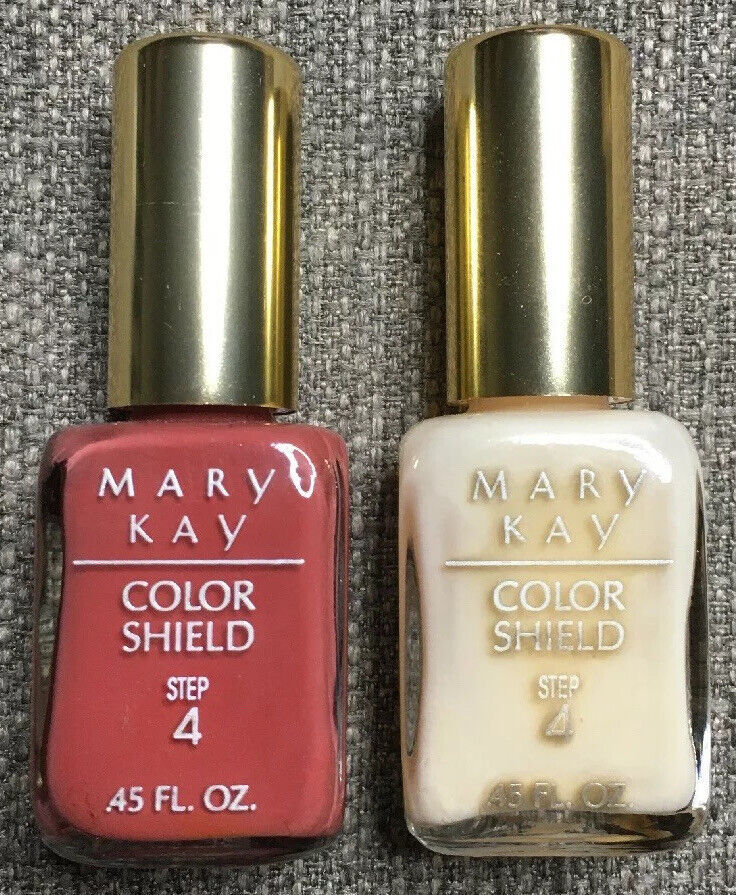 MARY
KAY
COLOR
SHIELD
STEP
4
.45 FL. OZ.
MARY
KAY
COLOR
SHIELD
STEP
4
.45 FL. OZ.